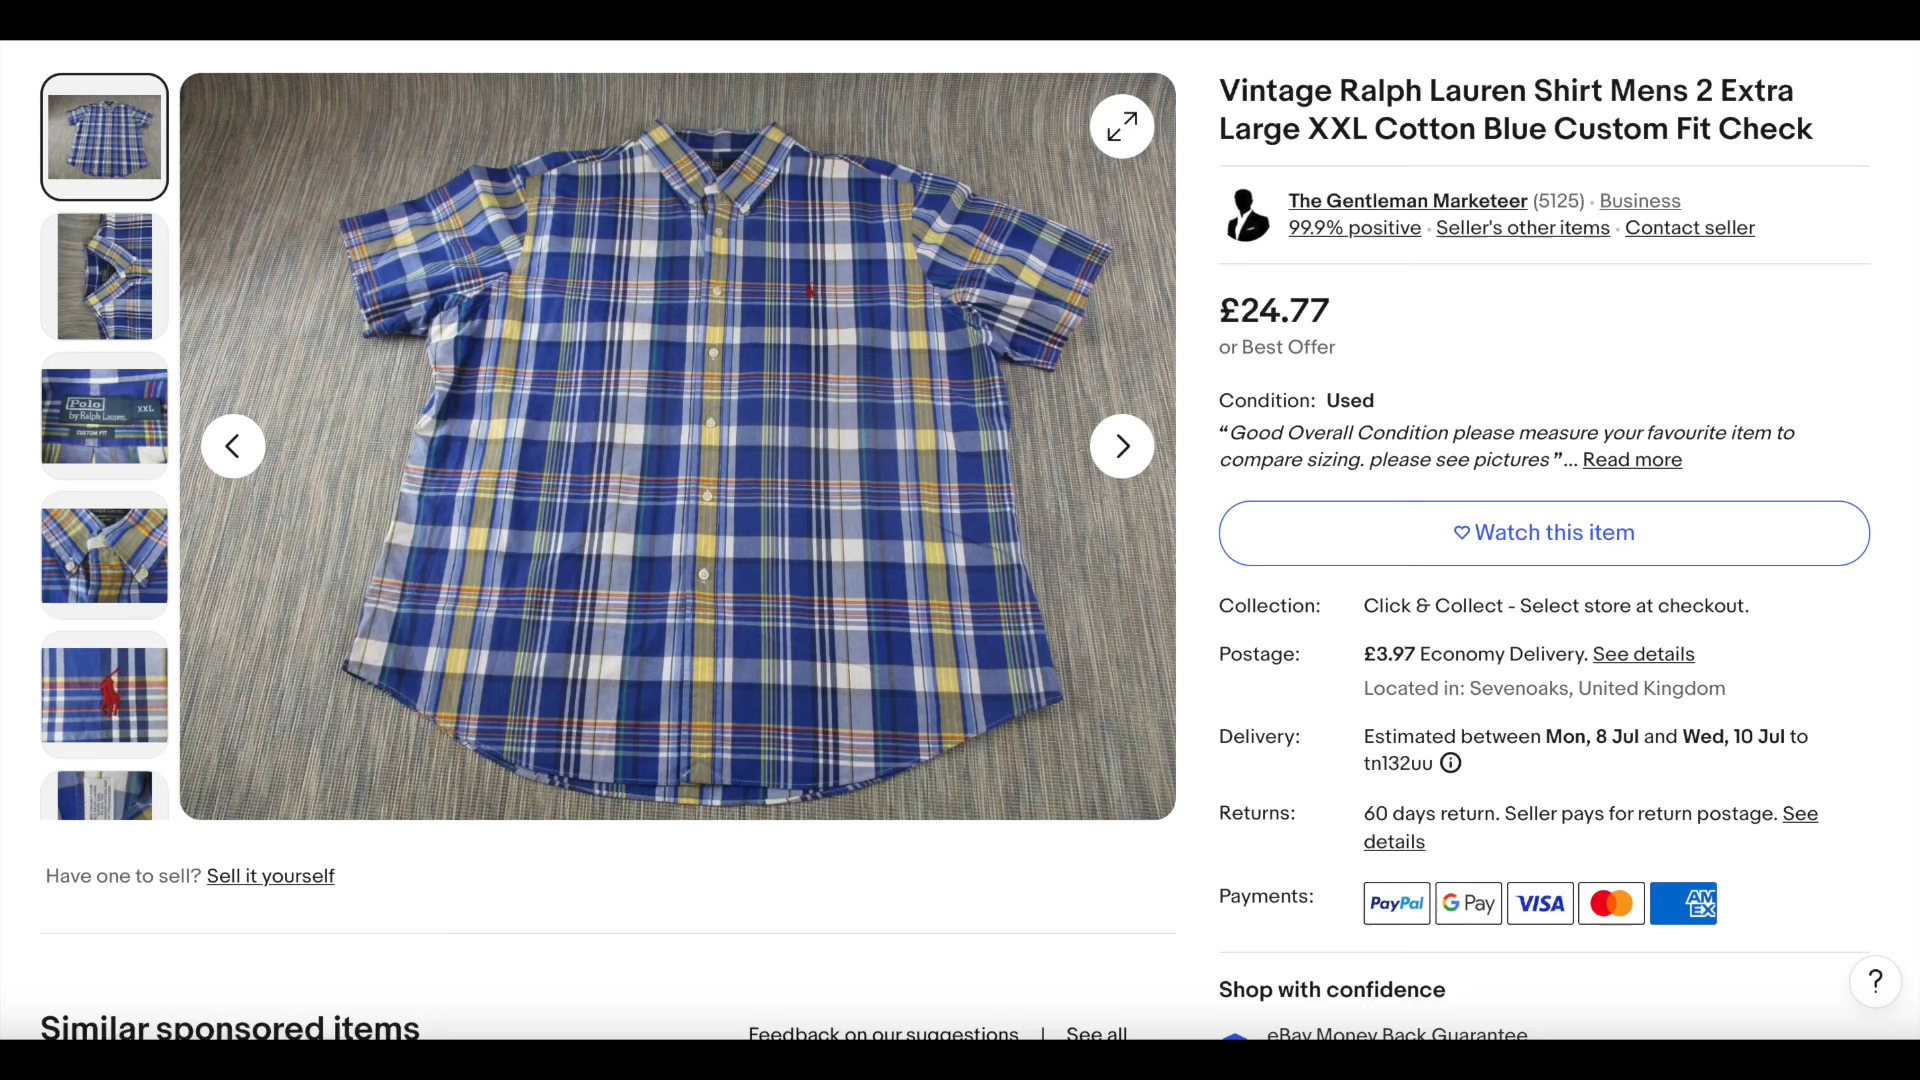 Vintage Ralph Lauren Shirt Mens 2 Extra
Large XXL Cotton Blue Custom Fit Check
The Gentleman Marketeer (5125) · Business
99.9% positive · Seller's other items · Contact seller
£24.77
or Best Offer
Condition: Used
“Good Overall Condition please measure your favourite item to
compare sizing. please see pictures”... Read more
Watch this item
Collection: Click & Collect - Select store at checkout.
Postage: £3.97 Economy Delivery. See details
Located in: Sevenoaks, United Kingdom
Delivery: Estimated between Mon, 8 Jul and Wed, 10 Jul to
tn132uu
Returns: 60 days return. Seller pays for return postage. See
details
Payments: PayPal G Pay VISA AM
EX
Shop with confidence
eBay Money Back Guarantee
?
Polo
by Ralph Lauren XXL
CUSTOM FIT
Have one to sell? Sell it yourself
Similar sponsored items
Feedback on our suggestions | See all